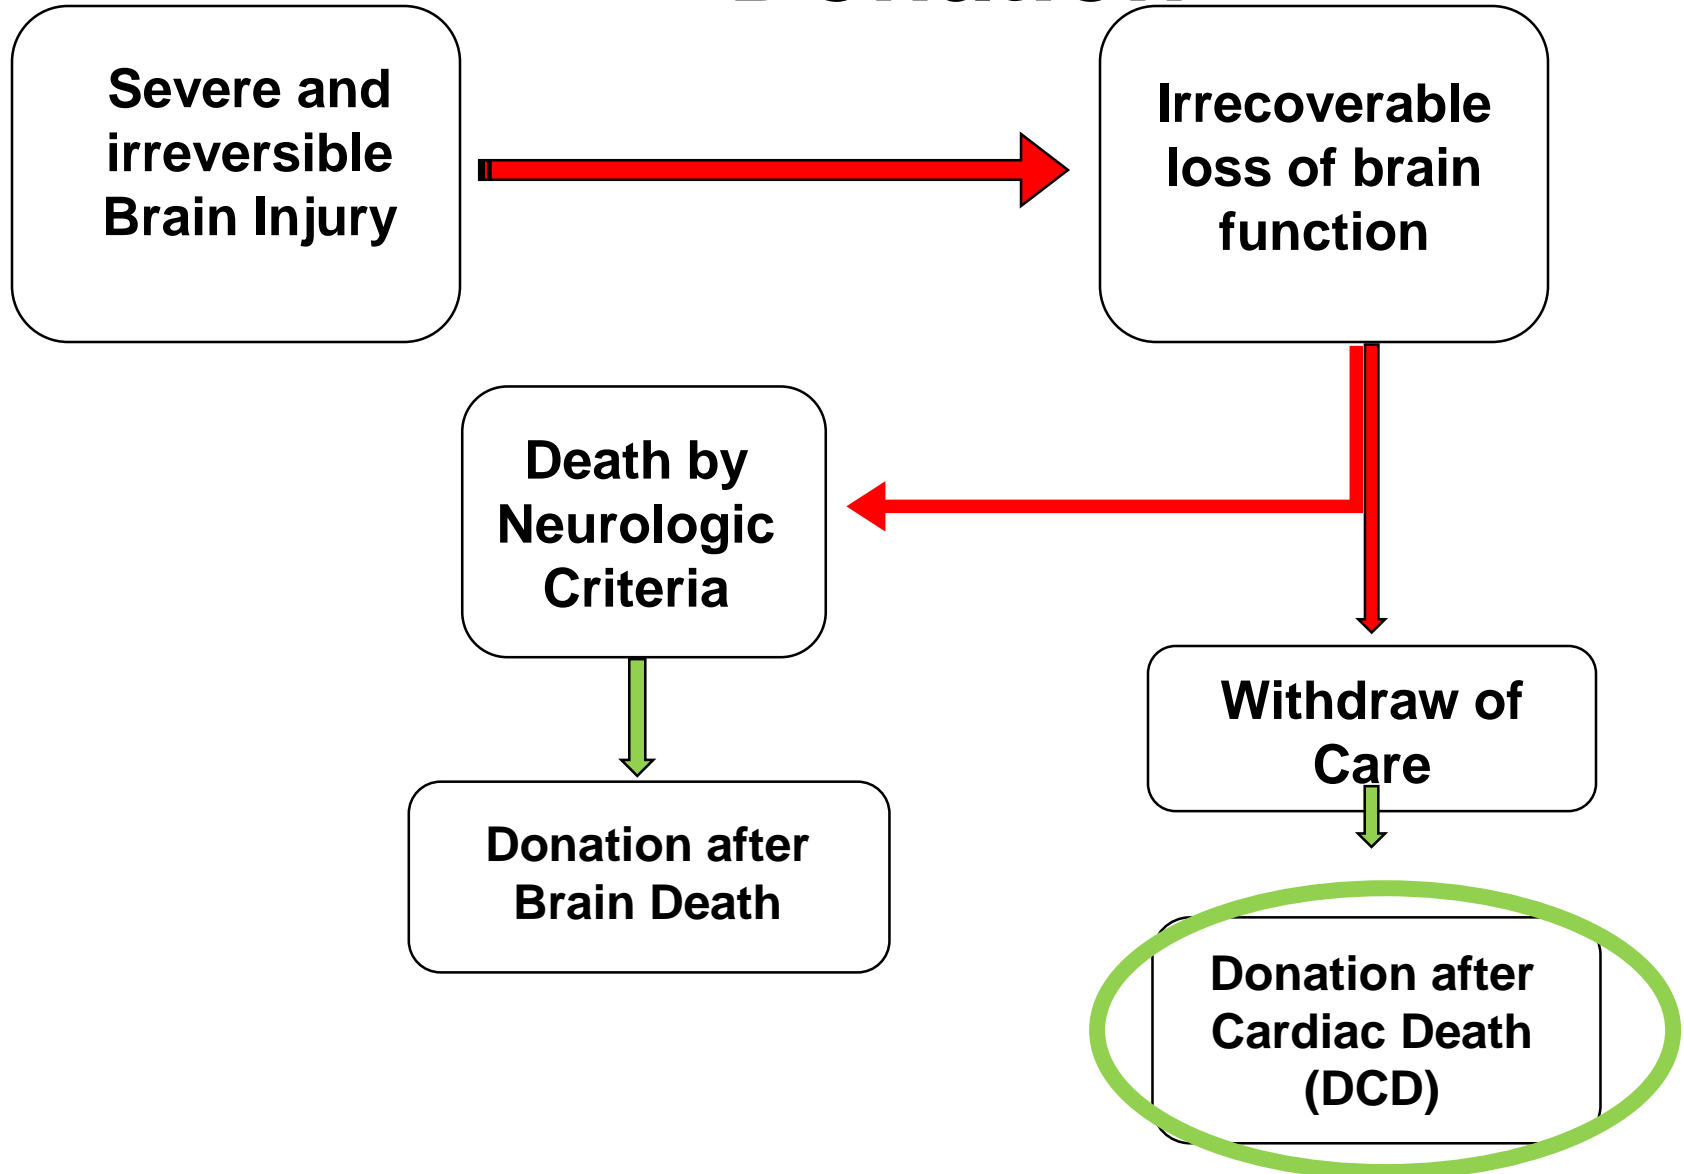 Severe and
irreversible
Brain Injury
Irrecoverable
loss of brain
function
Death by
Neurologic
Criteria
Withdraw of
Care
Donation after
Brain Death
Donation after
Cardiac Death
(DCD)